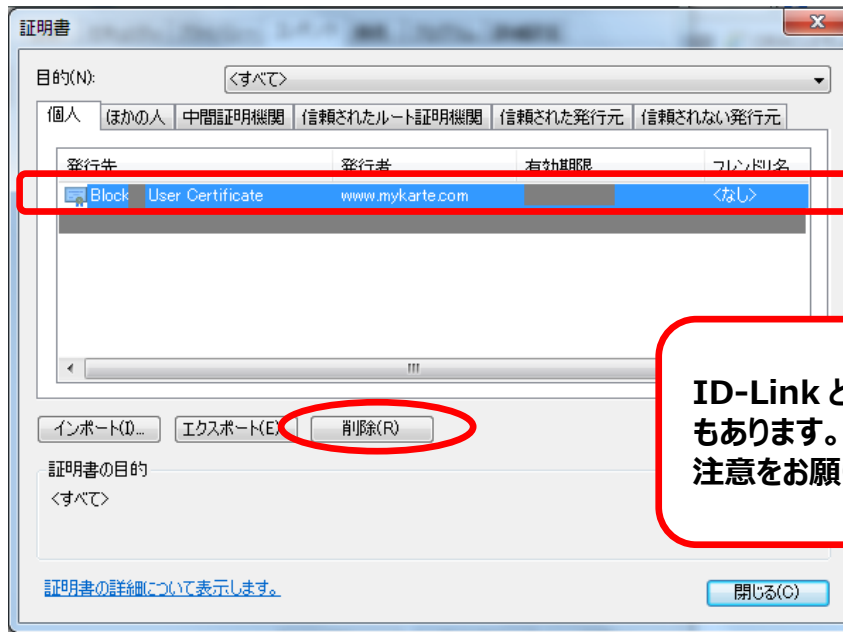 証明書
目的(N):
<すべて>
個人 ほかの人 中間証明機関 信頼されたルート証明機関 信頼された発行元 信頼されない発行元
発行先 発行者 有効期限 フレンドリ名
Block User Certificate www.mykarte.com <なし>
ID-Link と
もあります。
注意をお願
インポート(I)... エクスポート(E) 削除(R)
証明書の目的
<すべて>
証明書の詳細について表示します。
閉じる(C)